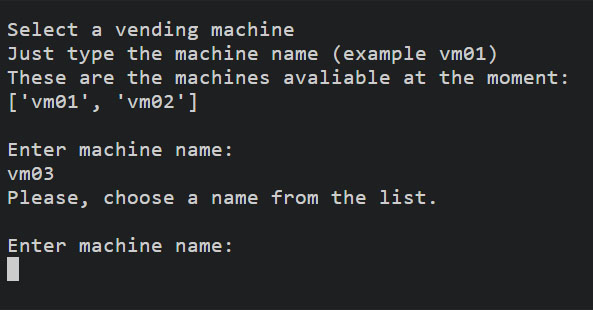 Select a vending machine
Just type the machine name (example vm01)
These are the machines avaliable at the moment:
['vm01', 'vm02']
Enter machine name:
vm03
Please, choose a name from the list.
Enter machine name: